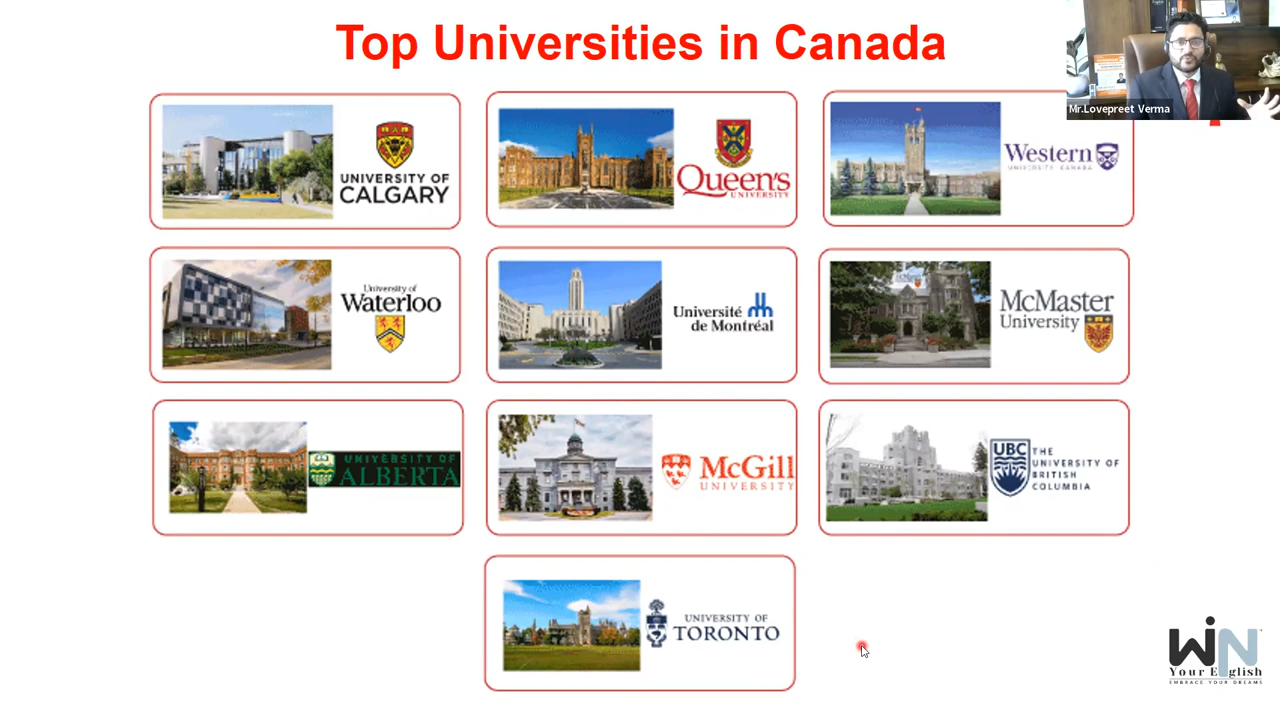 Top Universities in Canada
Mr.Lovepreet Verma
UNIVERSITY OF
CALGARY
Queen's
UNIVERSITY
Western
UNIVERSITY · CANADA
University of
Waterloo
Université
de Montréal
McMaster
University
UNIVERSITY OF
ALBERTA
McGill
UNIVERSITY
UBC
THE
UNIVERSITY OF
BRITISH
COLUMBIA
UNIVERSITY OF
TORONTO
WiN
Your English
EMBRACE YOUR DREAMS